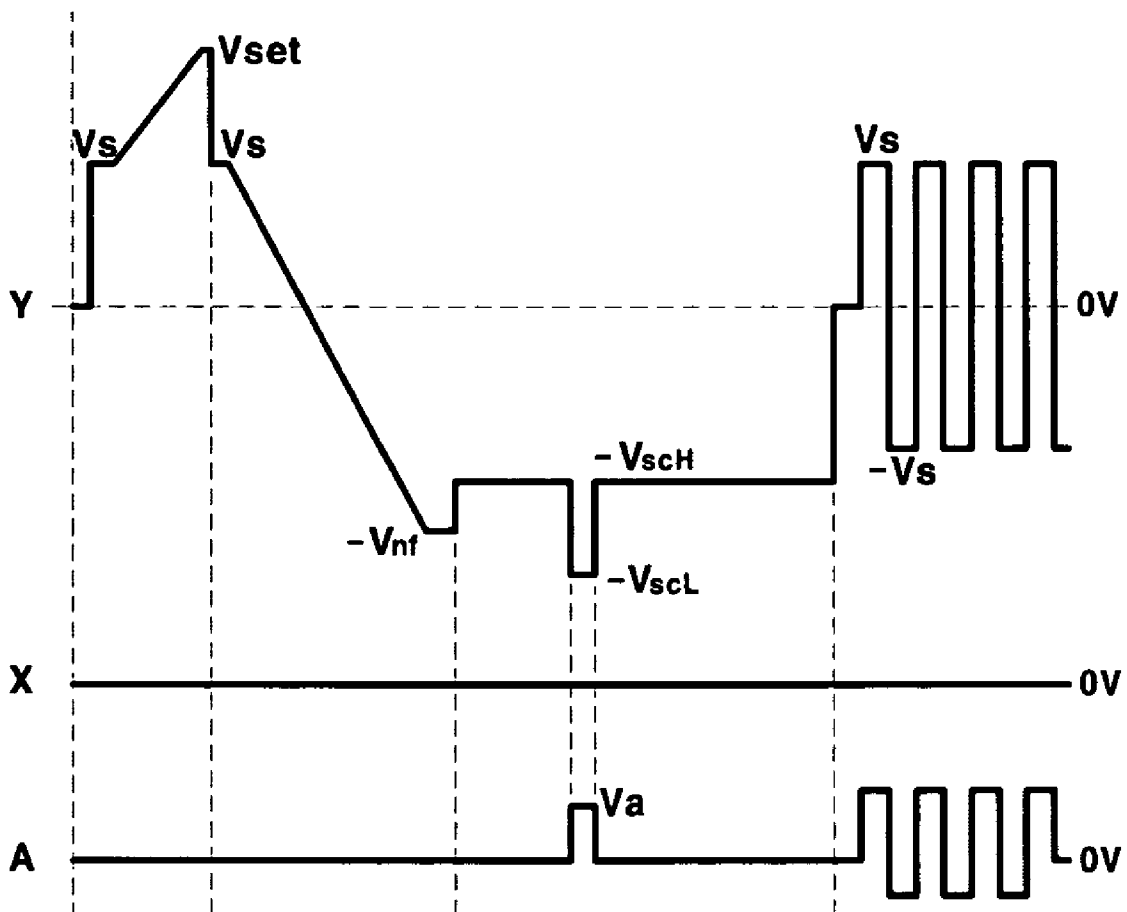 Vset
Vs Vs Vs
Y 0V
-VscH
-Vs
-Vnf
-VscL
X 0V
Va
A 0V